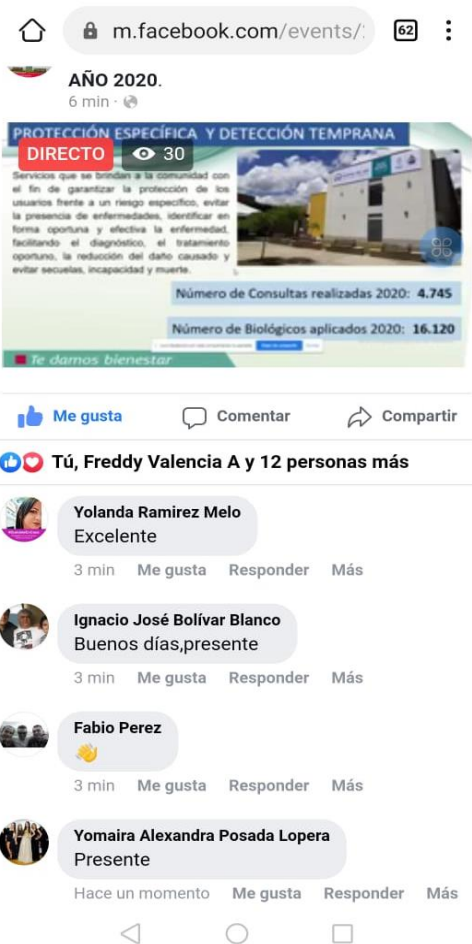 m.facebook.com/events/
62
AÑO 2020.
6 min ·
PROTECCIÓN ESPECÍFICA Y DETECCIÓN TEMPRANA
DIRECTO 30
Servicios que se brindan a la comunidad con
el fin de garantizar la protección de los
usuarios frente a un riesgo específico, evitar
la presencia de enfermedades, identificar en
forma oportuna y efectiva la enfermedad,
facilitando el diagnóstico, el tratamiento
oportuno, la reducción del daño causado y
evitar secuelas, incapacidad y muerte.
Número de Consultas realizadas 2020: 4.745
Número de Biológicos aplicados 2020: 16.120
Te damos bienestar
Me gusta Comentar Compartir
Tú, Freddy Valencia A y 12 personas más
Yolanda Ramirez Melo
Excelente
3 min Me gusta Responder Más
Ignacio José Bolívar Blanco
Buenos días,presente
3 min Me gusta Responder Más
Fabio Perez
👋
3 min Me gusta Responder Más
Yomaira Alexandra Posada Lopera
Presente
Hace un momento Me gusta Responder Más